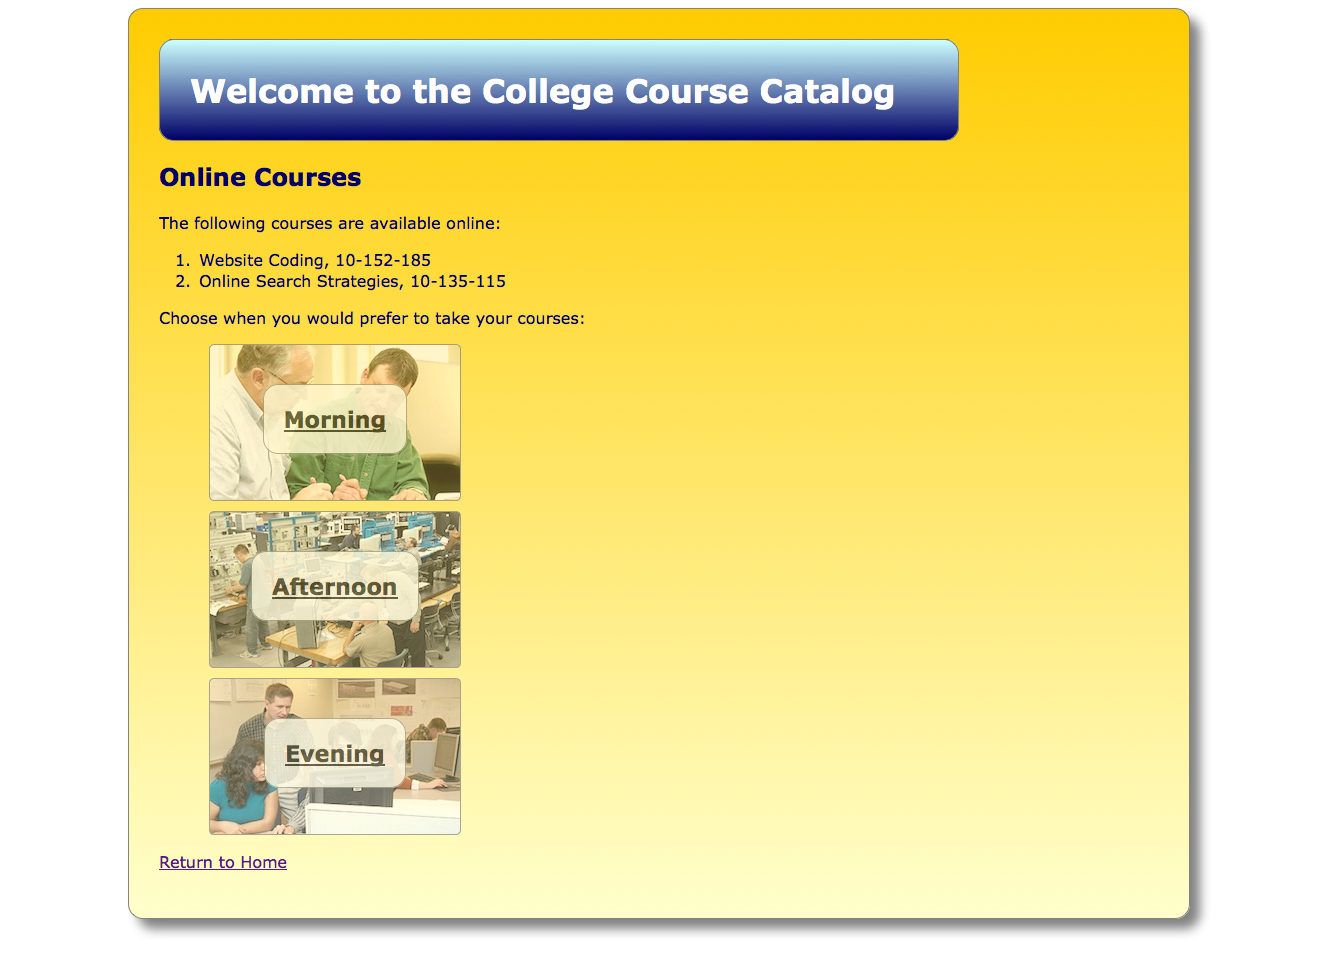 Welcome to the College Course Catalog
Online Courses
The following courses are available online:
1. Website Coding, 10-152-185
2. Online Search Strategies, 10-135-115
Choose when you would prefer to take your courses:
Morning
Afternoon
Evening
Return to Home